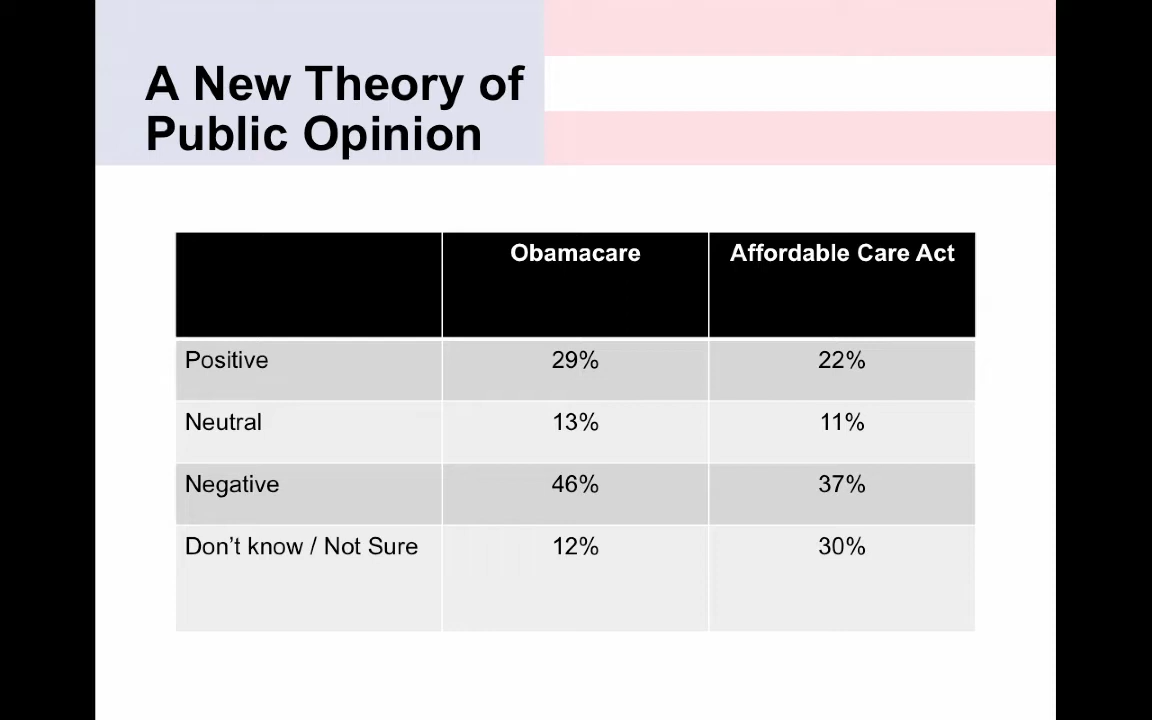 A New Theory of
Public Opinion
Obamacare Affordable Care Act
Positive 29% 22%
Neutral 13% 11%
Negative 46% 37%
Don’t know / Not Sure 12% 30%